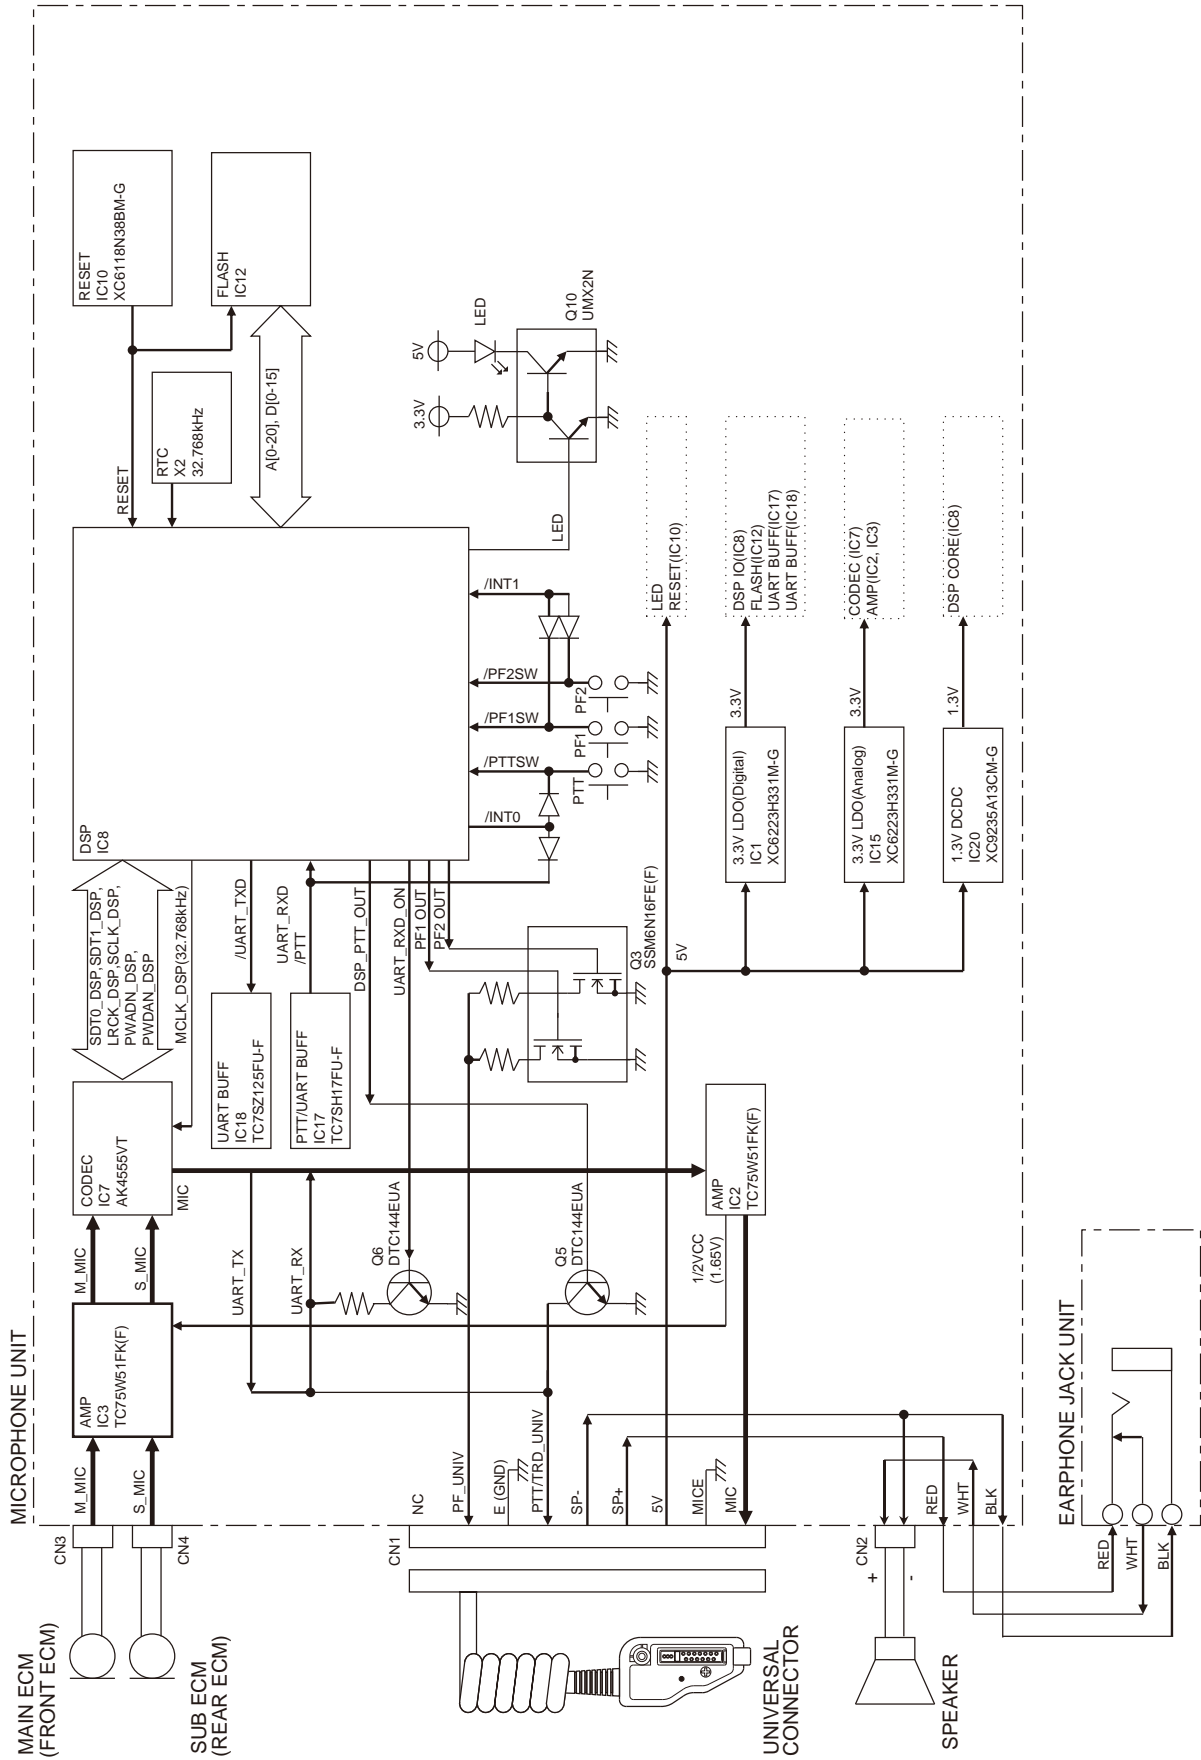 MICROPHONE UNIT
MAIN ECM
(FRONT ECM)
SUB ECM
(REAR ECM)
CN3
CN4
M_MIC
S_MIC
AMP
IC3
TC75W51FK(F)
M_MIC
S_MIC
CODEC
IC7
AK4555VT
MIC
SDT0_DSP,SDT1_DSP,
LRCK_DSP,SCLK_DSP,
PWADN_DSP,
PWDAN_DSP
MCLK_DSP(32.768kHz)
DSP
IC8
RESET
RESET
IC10
XC6118N38BM-G
RTC
X2
32.768kHz
FLASH
IC12
A[0-20], D[0-15]
UART_TX
UART_RX
UART BUFF
IC18
TC7SZ125FU-F
/UART_TXD
PTT/UART BUFF
IC17
TC7SH17FU-F
UART_RXD
/PTT
DSP_PTT_OUT
UART_RXD_ON
PF1 OUT
PF2 OUT
/INT0
/PTTSW
/PF1SW
/PF2SW
/INT1
LED
PTT
PF1
PF2
3.3V
5V
LED
Q10
UMX2N
Q6
DTC144EUA
Q5
DTC144EUA
Q3
SSM6N16FE(F)
CN1
NC
PF_UNIV
E (GND)
PTT/TRD_UNIV
SP-
SP+
5V
MICE
MIC
1/2VCC
(1.65V)
AMP
IC2
TC75W51FK(F)
5V
LED
RESET(IC10)
3.3V LDO(Digital)
IC1
XC6223H331M-G
3.3V
DSP IO(IC8)
FLASH(IC12)
UART BUFF(IC17)
UART BUFF(IC18)
3.3V LDO(Analog)
IC15
XC6223H331M-G
3.3V
CODEC (IC7)
AMP(IC2, IC3)
1.3V DCDC
IC20
XC9235A13CM-G
1.3V
DSP CORE(IC8)
UNIVERSAL
CONNECTOR
CN2
+
-
SPEAKER
RED
WHT
BLK
EARPHONE JACK UNIT
RED
WHT
BLK